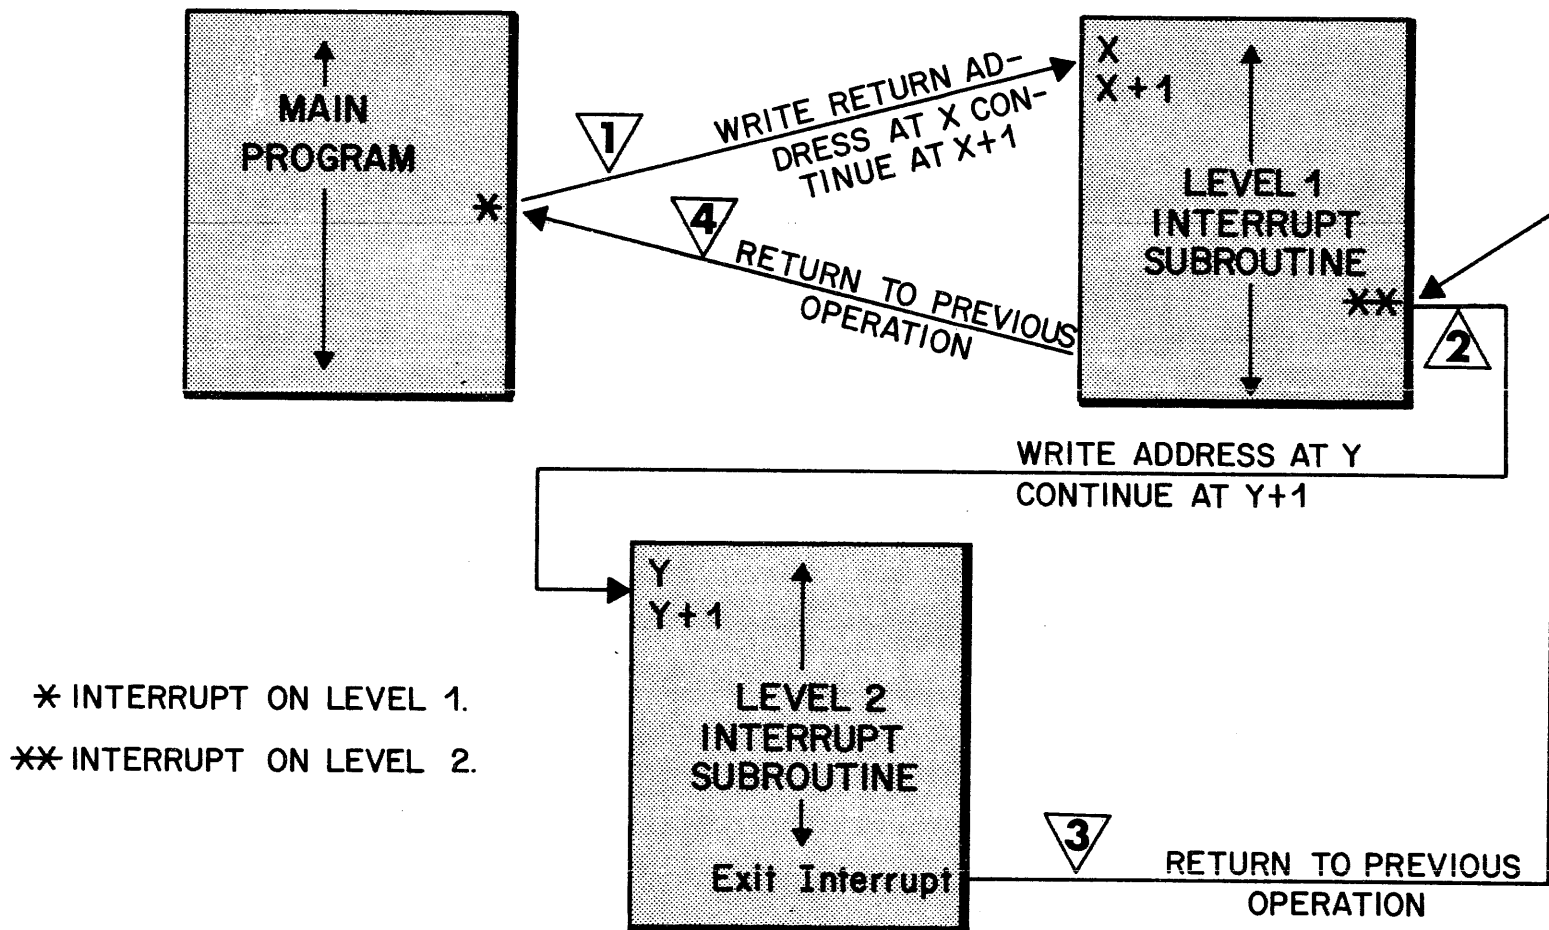 MAIN
PROGRAM
*
1
WRITE RETURN AD-
DRESS AT X CON-
TINUE AT X+1
4
RETURN TO PREVIOUS
OPERATION
X
X+1
LEVEL 1
INTERRUPT
SUBROUTINE
**
2
WRITE ADDRESS AT Y
CONTINUE AT Y+1
Y
Y+1
LEVEL 2
INTERRUPT
SUBROUTINE
Exit Interrupt
3
RETURN TO PREVIOUS
OPERATION
* INTERRUPT ON LEVEL 1.
** INTERRUPT ON LEVEL 2.